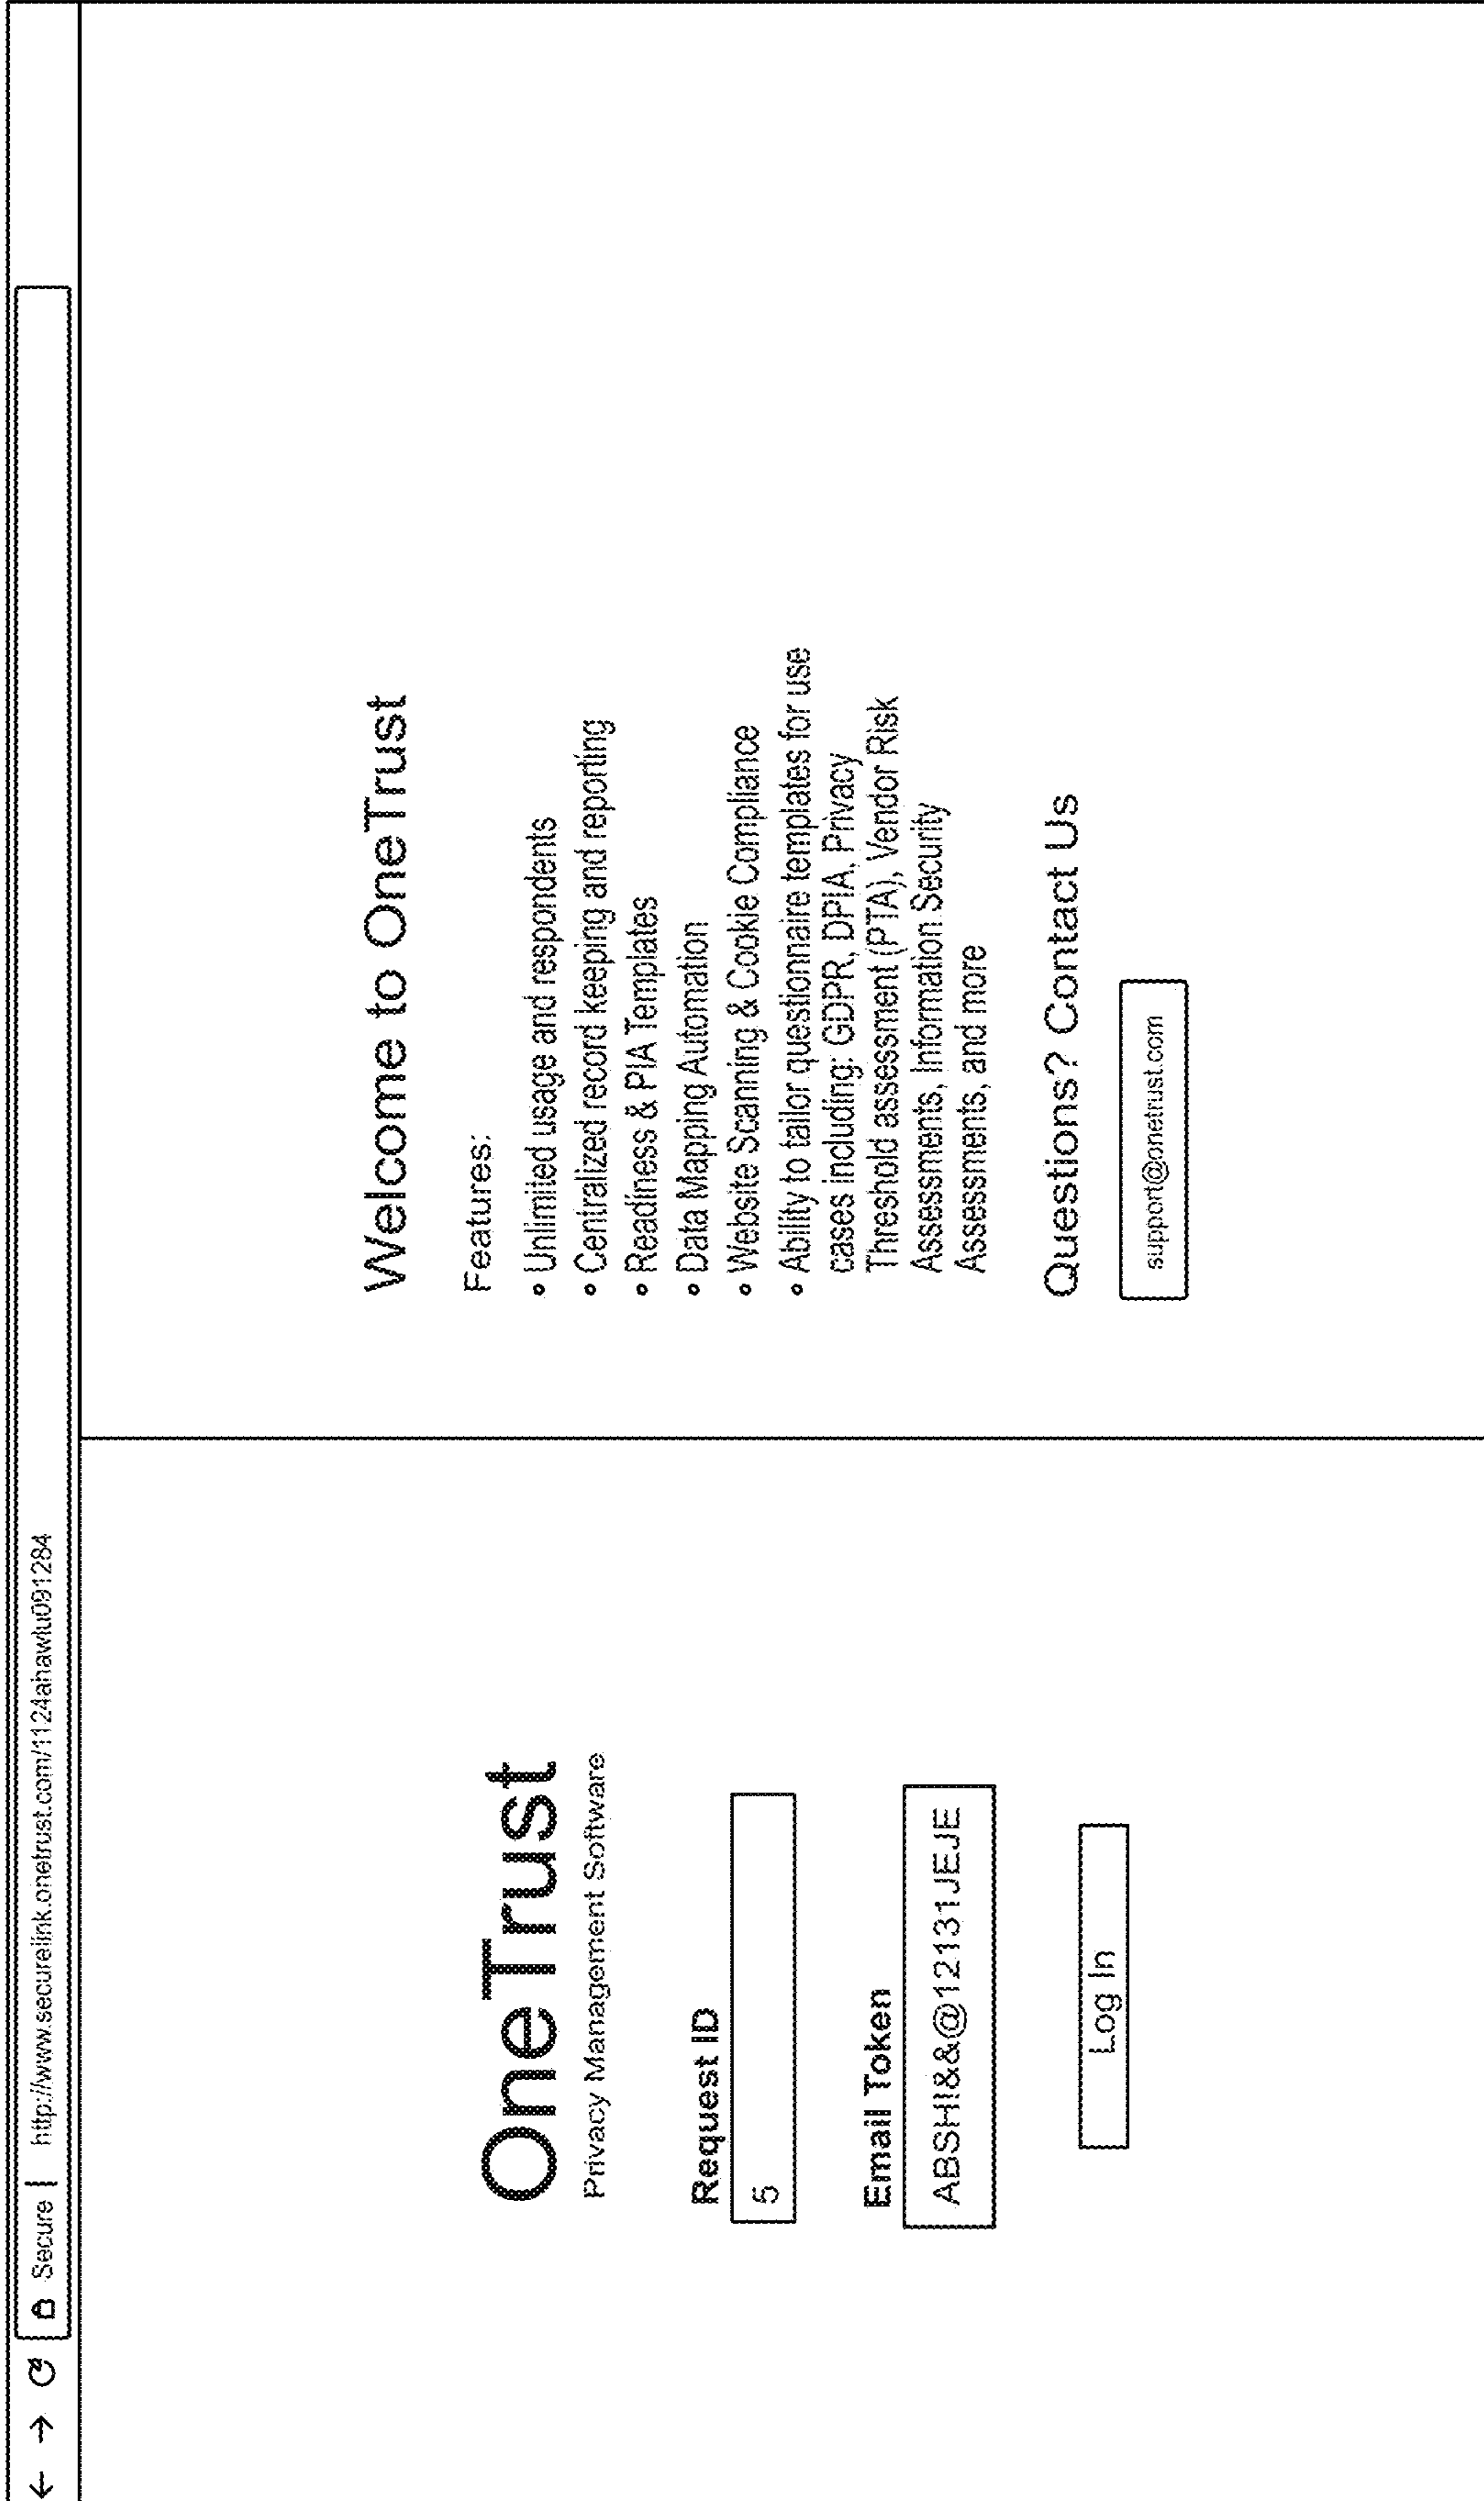 Secure | http://www.securelink.onetrust.com/1124ahawlu091284
OneTrust
Privacy Management Software
Request ID
5
Email Token
ABSHI&&@12131JEJE
Log In
Welcome to OneTrust
Features:
• Unlimited usage and respondents
• Centralized record keeping and reporting
• Readiness & PIA Templates
• Data Mapping Automation
• Website Scanning & Cookie Compliance
• Ability to tailor questionnaire templates for use
cases including: GDPR, DPIA, Privacy
Threshold assessment (PTA), Vendor Risk
Assessments, Information Security
Assessments, and more
Questions? Contact Us
support@onetrust.com